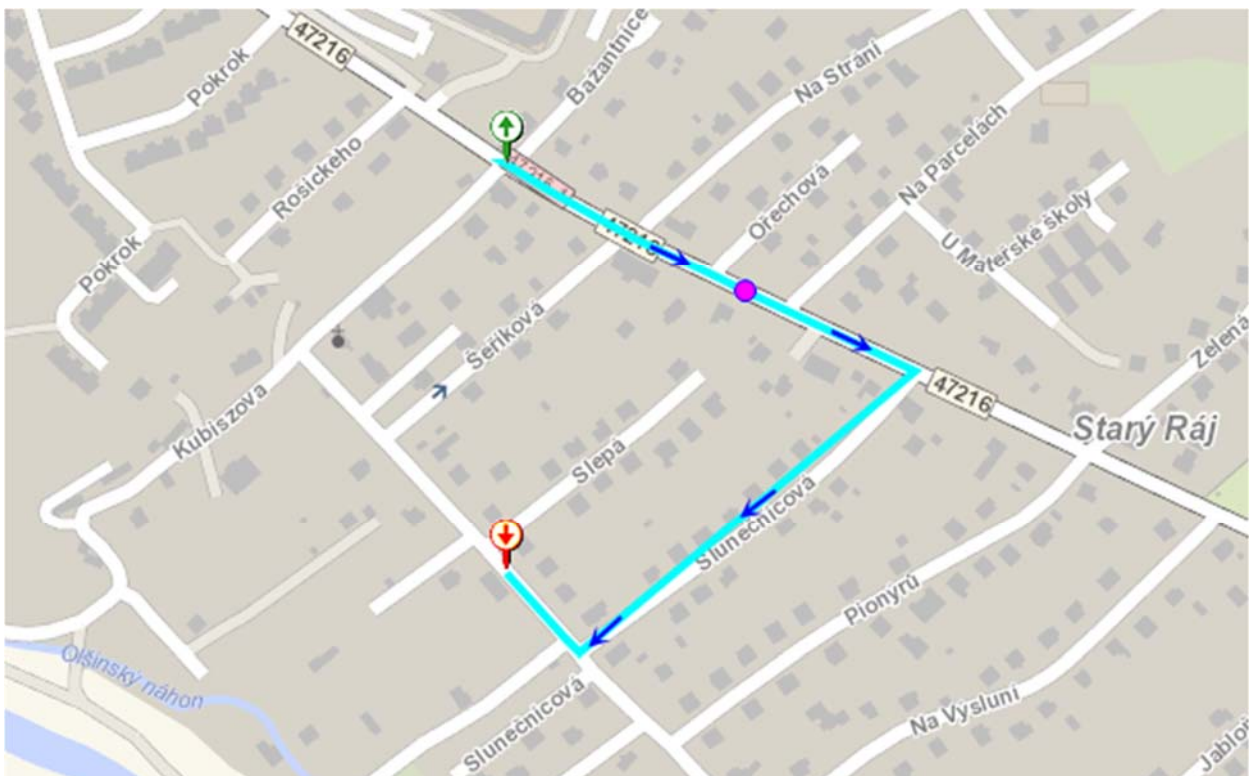 47216
Pokrok
Bažantnice
Na Stráni
Rošického
Na Parcelách
Ořechová
U Mateřské školy
47216
Pokrok
Zelená
Šeříková
47216
Starý Ráj
Kubiszova
Slepá
Slunečnicová
Pionýrů
Olšinský náhon
Na Výsluní
Slunečnicová